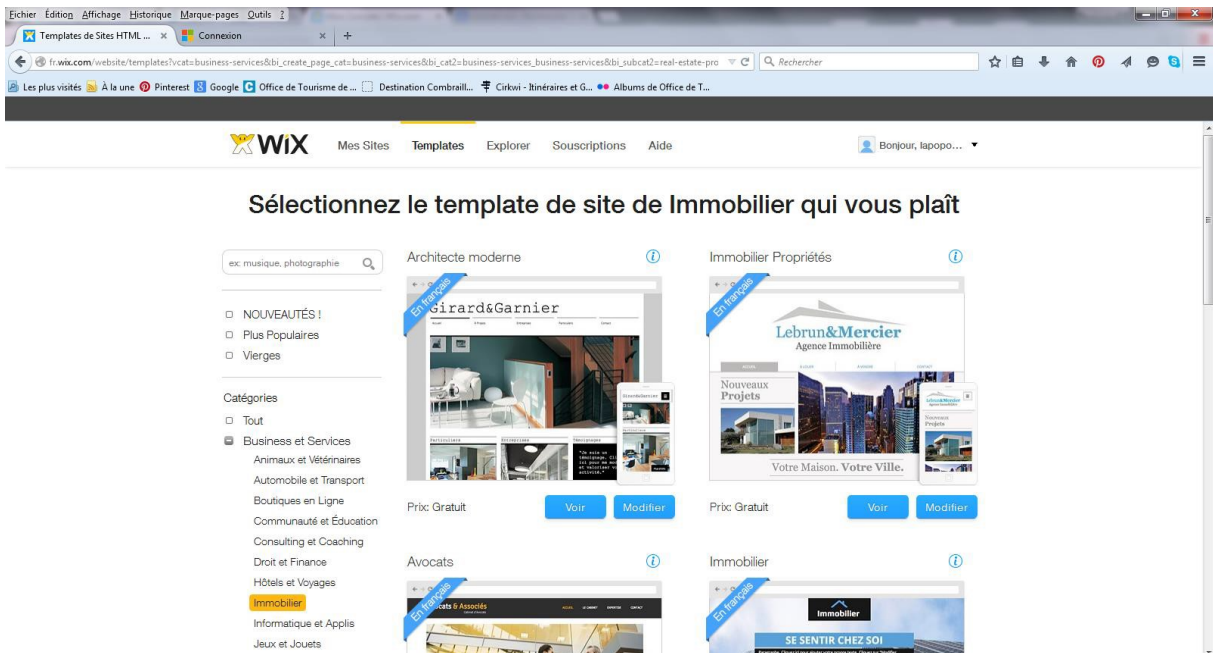 Fichier Édition Affichage Historique Marque-pages Outils ?
Templates de Sites HTML ... × Connexion × +
fr.wix.com/website/templates?vcat=business-services&bi_create_page_cat=business-services&bi_cat2=business-services_business-services&bi_subcat2=real-estate-pro Rechercher
Les plus visités À la une Pinterest Google Office de Tourisme de ... Destination Combraill... Cirkwi - Itinéraires et G... Albums de Office de T...
WiX Mes Sites Templates Explorer Souscriptions Aide Bonjour, lapopo...
Sélectionnez le template de site de Immobilier qui vous plaît
ex: musique, photographie
NOUVEAUTÉS !
Plus Populaires
Vierges
Catégories
Tout
Business et Services
Animaux et Vétérinaires
Automobile et Transport
Boutiques en Ligne
Communauté et Éducation
Consulting et Coaching
Droit et Finance
Hôtels et Voyages
Immobilier
Informatique et Applis
Jeux et Jouets
Architecte moderne
En français
Girard&Garnier
Prix: Gratuit Voir Modifier
Immobilier Propriétés
En français
Lebrun&Mercier
Agence Immobilière
Nouveaux
Projets
Votre Maison. Votre Ville.
Prix: Gratuit Voir Modifier
Avocats
En français
Immobilier
En français
Immobilier
SE SENTIR CHEZ SOI